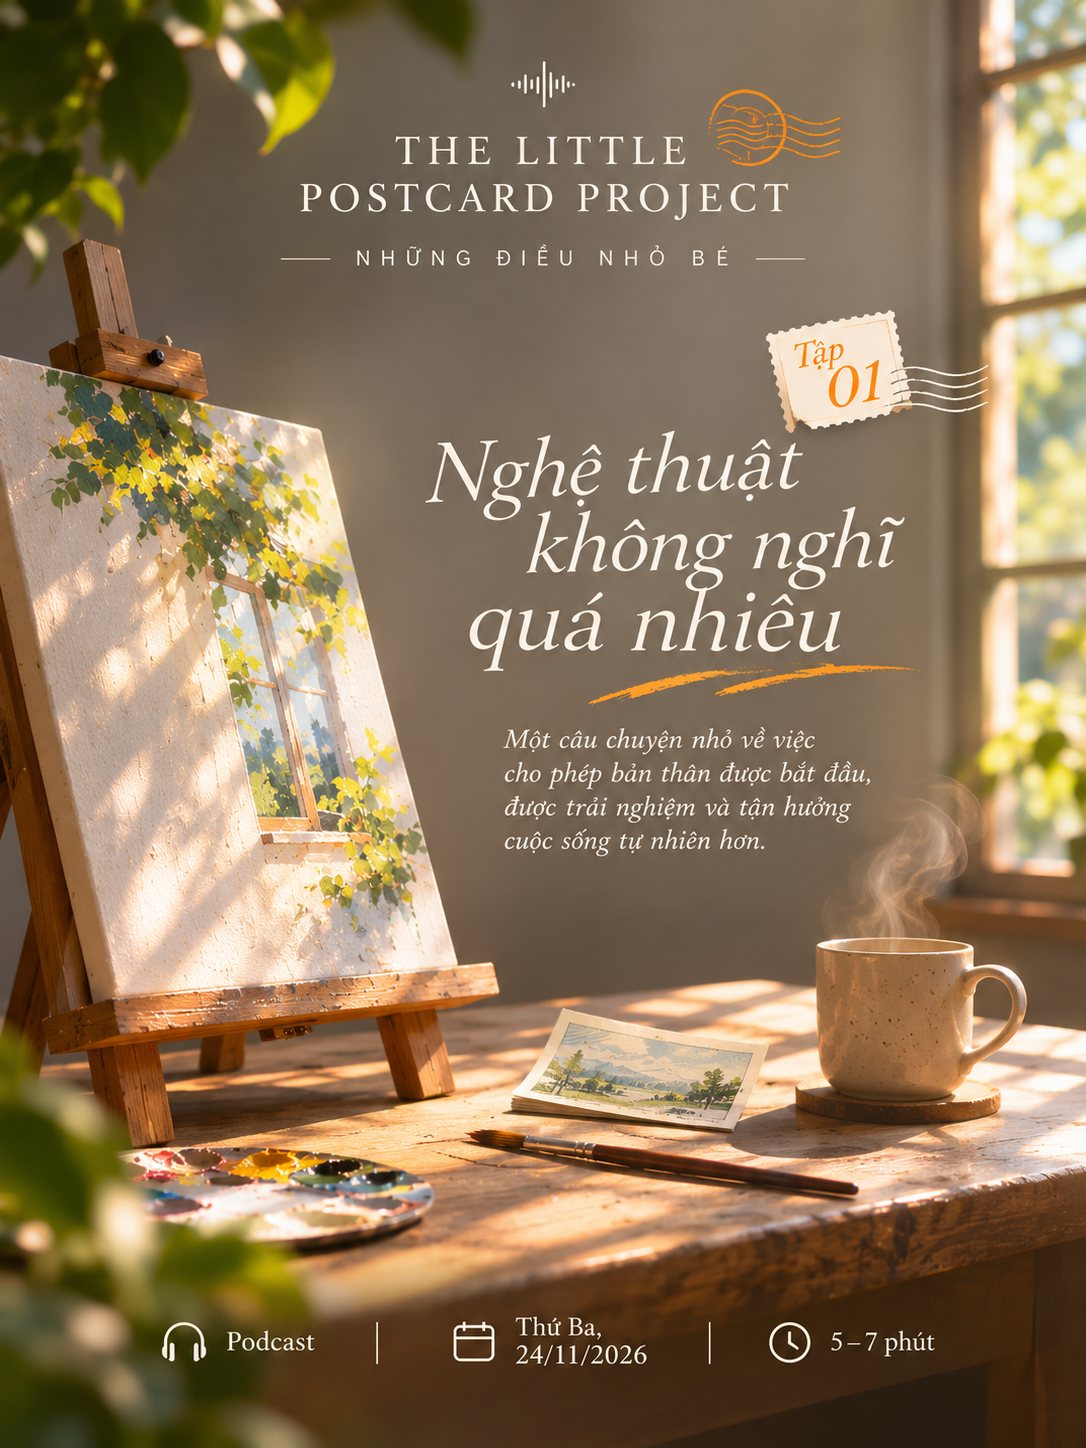 THE LITTLE
POSTCARD PROJECT
NHỮNG ĐIỀU NHỎ BÉ
Tập
01
Nghệ thuật
không nghĩ
quá nhiêu
Một câu chuyện nhỏ về việc
cho phép bản thân được bắt đầu,
được trải nghiệm và tận hưởng
cuộc sống tự nhiên hơn.
Podcast
Thứ Ba,
24/11/2026
5–7 phút